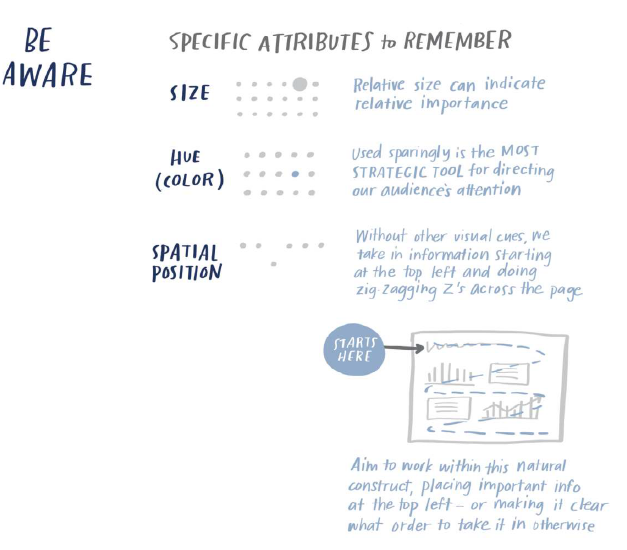 BE
AWARE
SPECIFIC ATTRIBUTES to REMEMBER
SIZE
Relative size can indicate
relative importance
HUE
(COLOR)
Used sparingly is the MOST
STRATEGIC TOOL for directing
our audience's attention
SPATIAL
POSITION
Without other visual cues, we
take in information starting
at the top left and doing
zig-zagging Z's across the page
STARTS
HERE
Aim to work within this natural
construct, placing important info
at the top left - or making it clear
what order to take it in otherwise